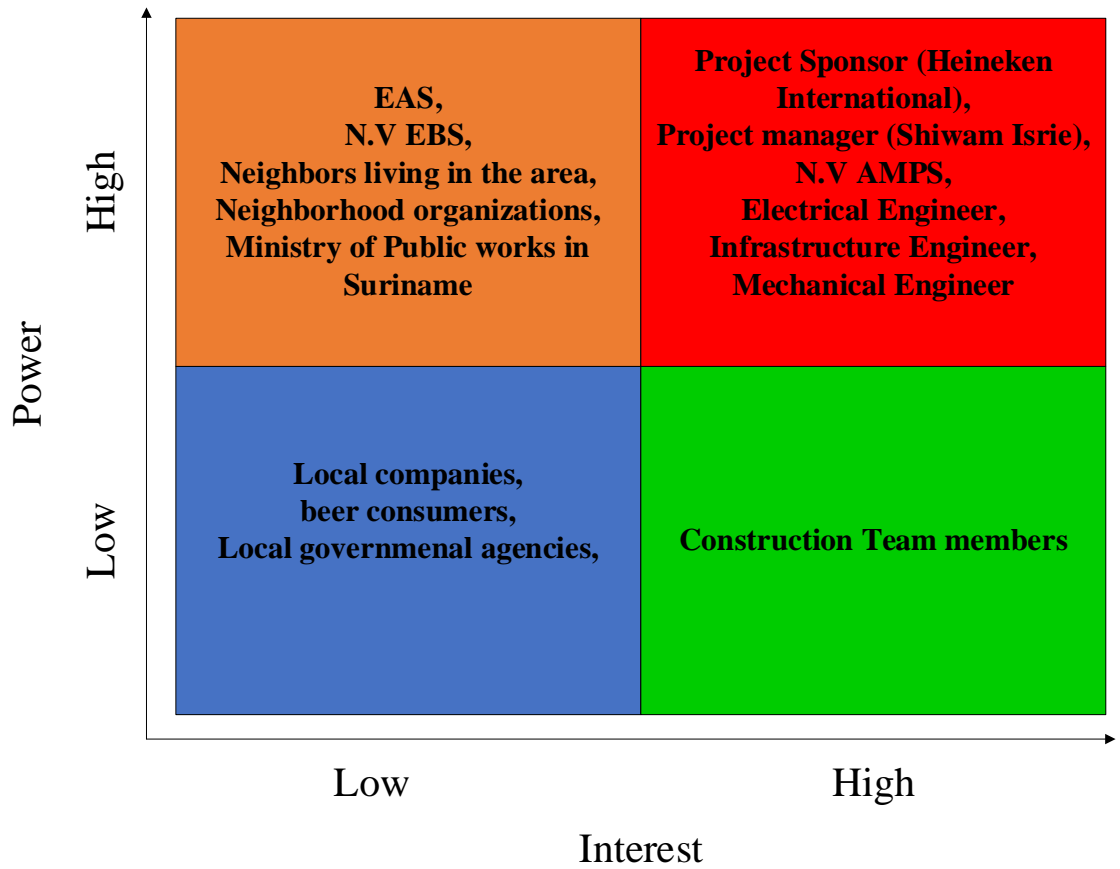 EAS,
N.V EBS,
Neighbors living in the area,
Neighborhood organizations,
Ministry of Public works in
Suriname
Project Sponsor (Heineken
International),
Project manager (Shiwam Isrie),
N.V AMPS,
Electrical Engineer,
Infrastructure Engineer,
Mechanical Engineer
High
Power
Local companies,
beer consumers,
Local governmenal agencies,
Construction Team members
Low
Low
High
Interest